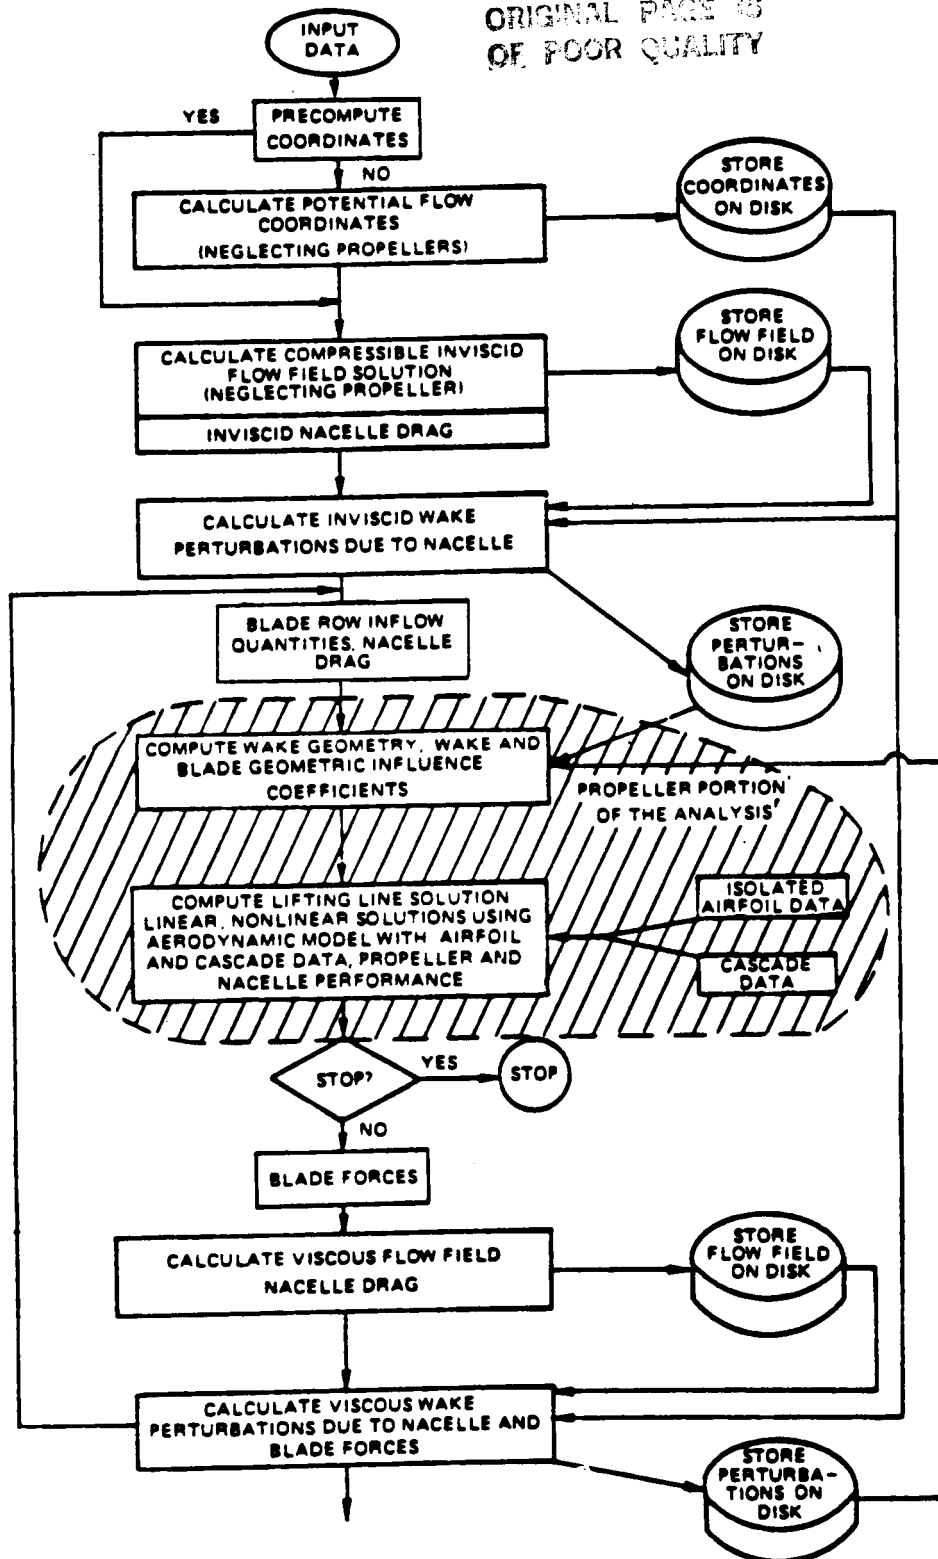 ORIGINAL PAGE IS
OF POOR QUALITY
INPUT
DATA
YES
PRECOMPUTE
COORDINATES
NO
CALCULATE POTENTIAL FLOW
COORDINATES
(NEGLECTING PROPELLERS)
STORE
COORDINATES
ON DISK
CALCULATE COMPRESSIBLE INVISCID
FLOW FIELD SOLUTION
(NEGLECTING PROPELLER)
INVISCID NACELLE DRAG
STORE
FLOW FIELD
ON DISK
CALCULATE INVISCID WAKE
PERTURBATIONS DUE TO NACELLE
BLADE ROW INFLOW
QUANTITIES, NACELLE
DRAG
STORE
PERTUR-
BATIONS
ON DISK
COMPUTE WAKE GEOMETRY, WAKE AND
BLADE GEOMETRIC INFLUENCE
COEFFICIENTS
PROPELLER PORTION
OF THE ANALYSIS
COMPUTE LIFTING LINE SOLUTION
LINEAR, NONLINEAR SOLUTIONS USING
AERODYNAMIC MODEL WITH AIRFOIL
AND CASCADE DATA, PROPELLER AND
NACELLE PERFORMANCE
ISOLATED
AIRFOIL DATA
CASCADE
DATA
STOP?
YES
STOP
NO
BLADE FORCES
CALCULATE VISCOUS FLOW FIELD
NACELLE DRAG
STORE
FLOW FIELD
ON DISK
CALCULATE VISCOUS WAKE
PERTURBATIONS DUE TO NACELLE AND
BLADE FORCES
STORE
PERTURBA-
TIONS ON
DISK